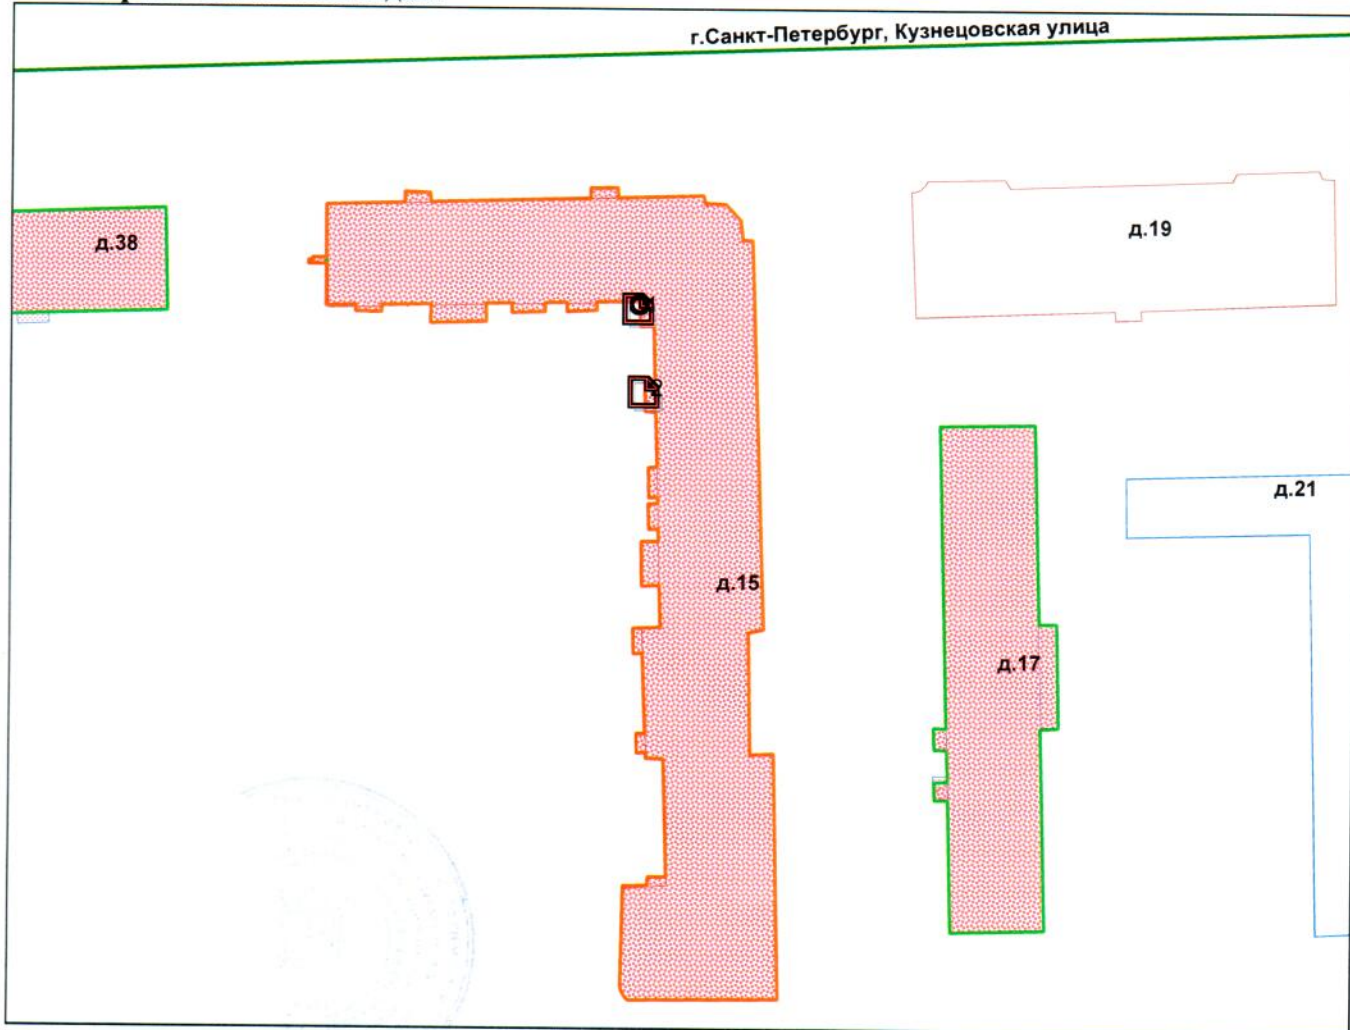 г.Санкт-Петербург, Кузнецовская улица
д.38
д.19
д.21
д.15
д.17